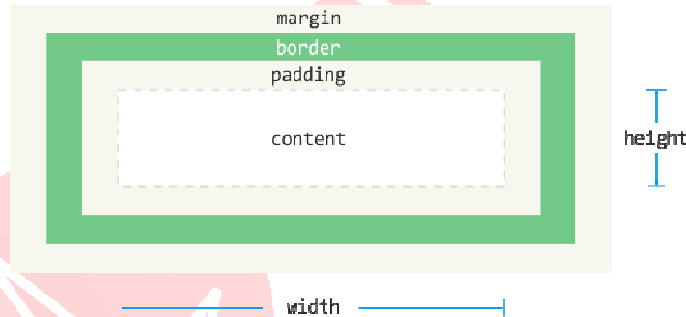 margin
border
padding
content
height
width